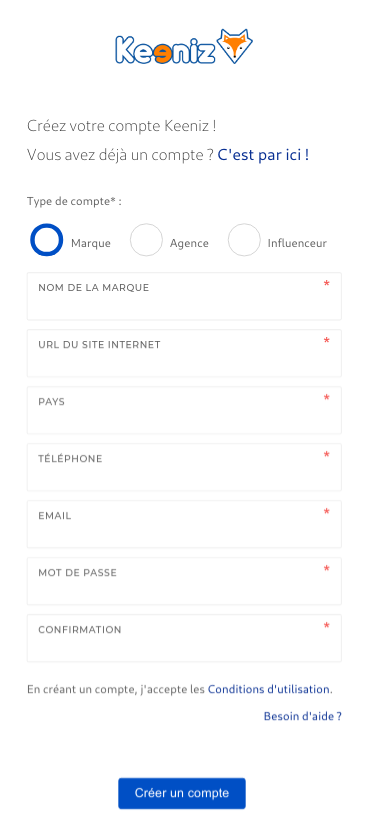 Keeniz
Créez votre compte Keeniz !
Vous avez déjà un compte ? C'est par ici !
Type de compte* :
Marque Agence Influenceur
NOM DE LA MARQUE *
URL DU SITE INTERNET *
PAYS *
TÉLÉPHONE *
EMAIL *
MOT DE PASSE *
CONFIRMATION *
En créant un compte, j'accepte les Conditions d'utilisation.
Besoin d'aide ?
Créer un compte